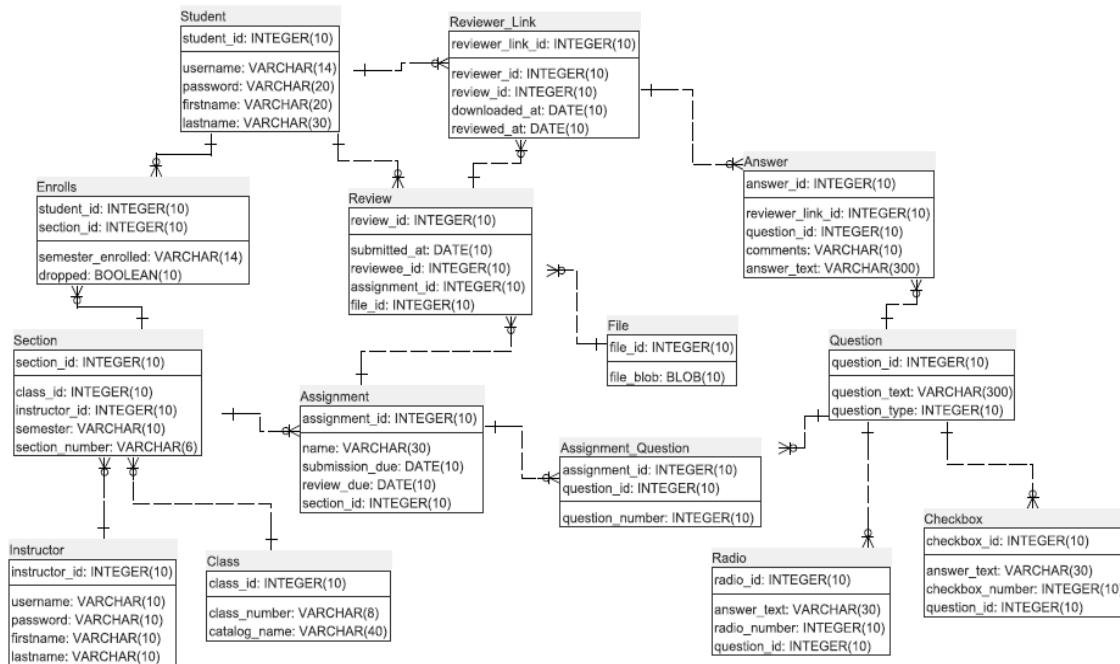 Student
student_id: INTEGER(10)
username: VARCHAR(14)
password: VARCHAR(20)
firstname: VARCHAR(20)
lastname: VARCHAR(30)
Reviewer_Link
reviewer_link_id: INTEGER(10)
reviewer_id: INTEGER(10)
review_id: INTEGER(10)
downloaded_at: DATE(10)
reviewed_at: DATE(10)
Enrolls
student_id: INTEGER(10)
section_id: INTEGER(10)
semester_enrolled: VARCHAR(14)
dropped: BOOLEAN(10)
Review
review_id: INTEGER(10)
submitted_at: DATE(10)
reviewee_id: INTEGER(10)
assignment_id: INTEGER(10)
file_id: INTEGER(10)
Answer
answer_id: INTEGER(10)
reviewer_link_id: INTEGER(10)
question_id: INTEGER(10)
comments: VARCHAR(10)
answer_text: VARCHAR(300)
Section
section_id: INTEGER(10)
class_id: INTEGER(10)
instructor_id: INTEGER(10)
semester: VARCHAR(10)
section_number: VARCHAR(6)
File
file_id: INTEGER(10)
file_blob: BLOB(10)
Question
question_id: INTEGER(10)
question_text: VARCHAR(300)
question_type: INTEGER(10)
Assignment
assignment_id: INTEGER(10)
name: VARCHAR(30)
submission_due: DATE(10)
review_due: DATE(10)
section_id: INTEGER(10)
Assignment_Question
assignment_id: INTEGER(10)
question_id: INTEGER(10)
question_number: INTEGER(10)
Instructor
instructor_id: INTEGER(10)
username: VARCHAR(10)
password: VARCHAR(10)
firstname: VARCHAR(10)
lastname: VARCHAR(10)
Class
class_id: INTEGER(10)
class_number: VARCHAR(8)
catalog_name: VARCHAR(40)
Radio
radio_id: INTEGER(10)
answer_text: VARCHAR(30)
radio_number: INTEGER(10)
question_id: INTEGER(10)
Checkbox
checkbox_id: INTEGER(10)
answer_text: VARCHAR(30)
checkbox_number: INTEGER(10)
question_id: INTEGER(10)